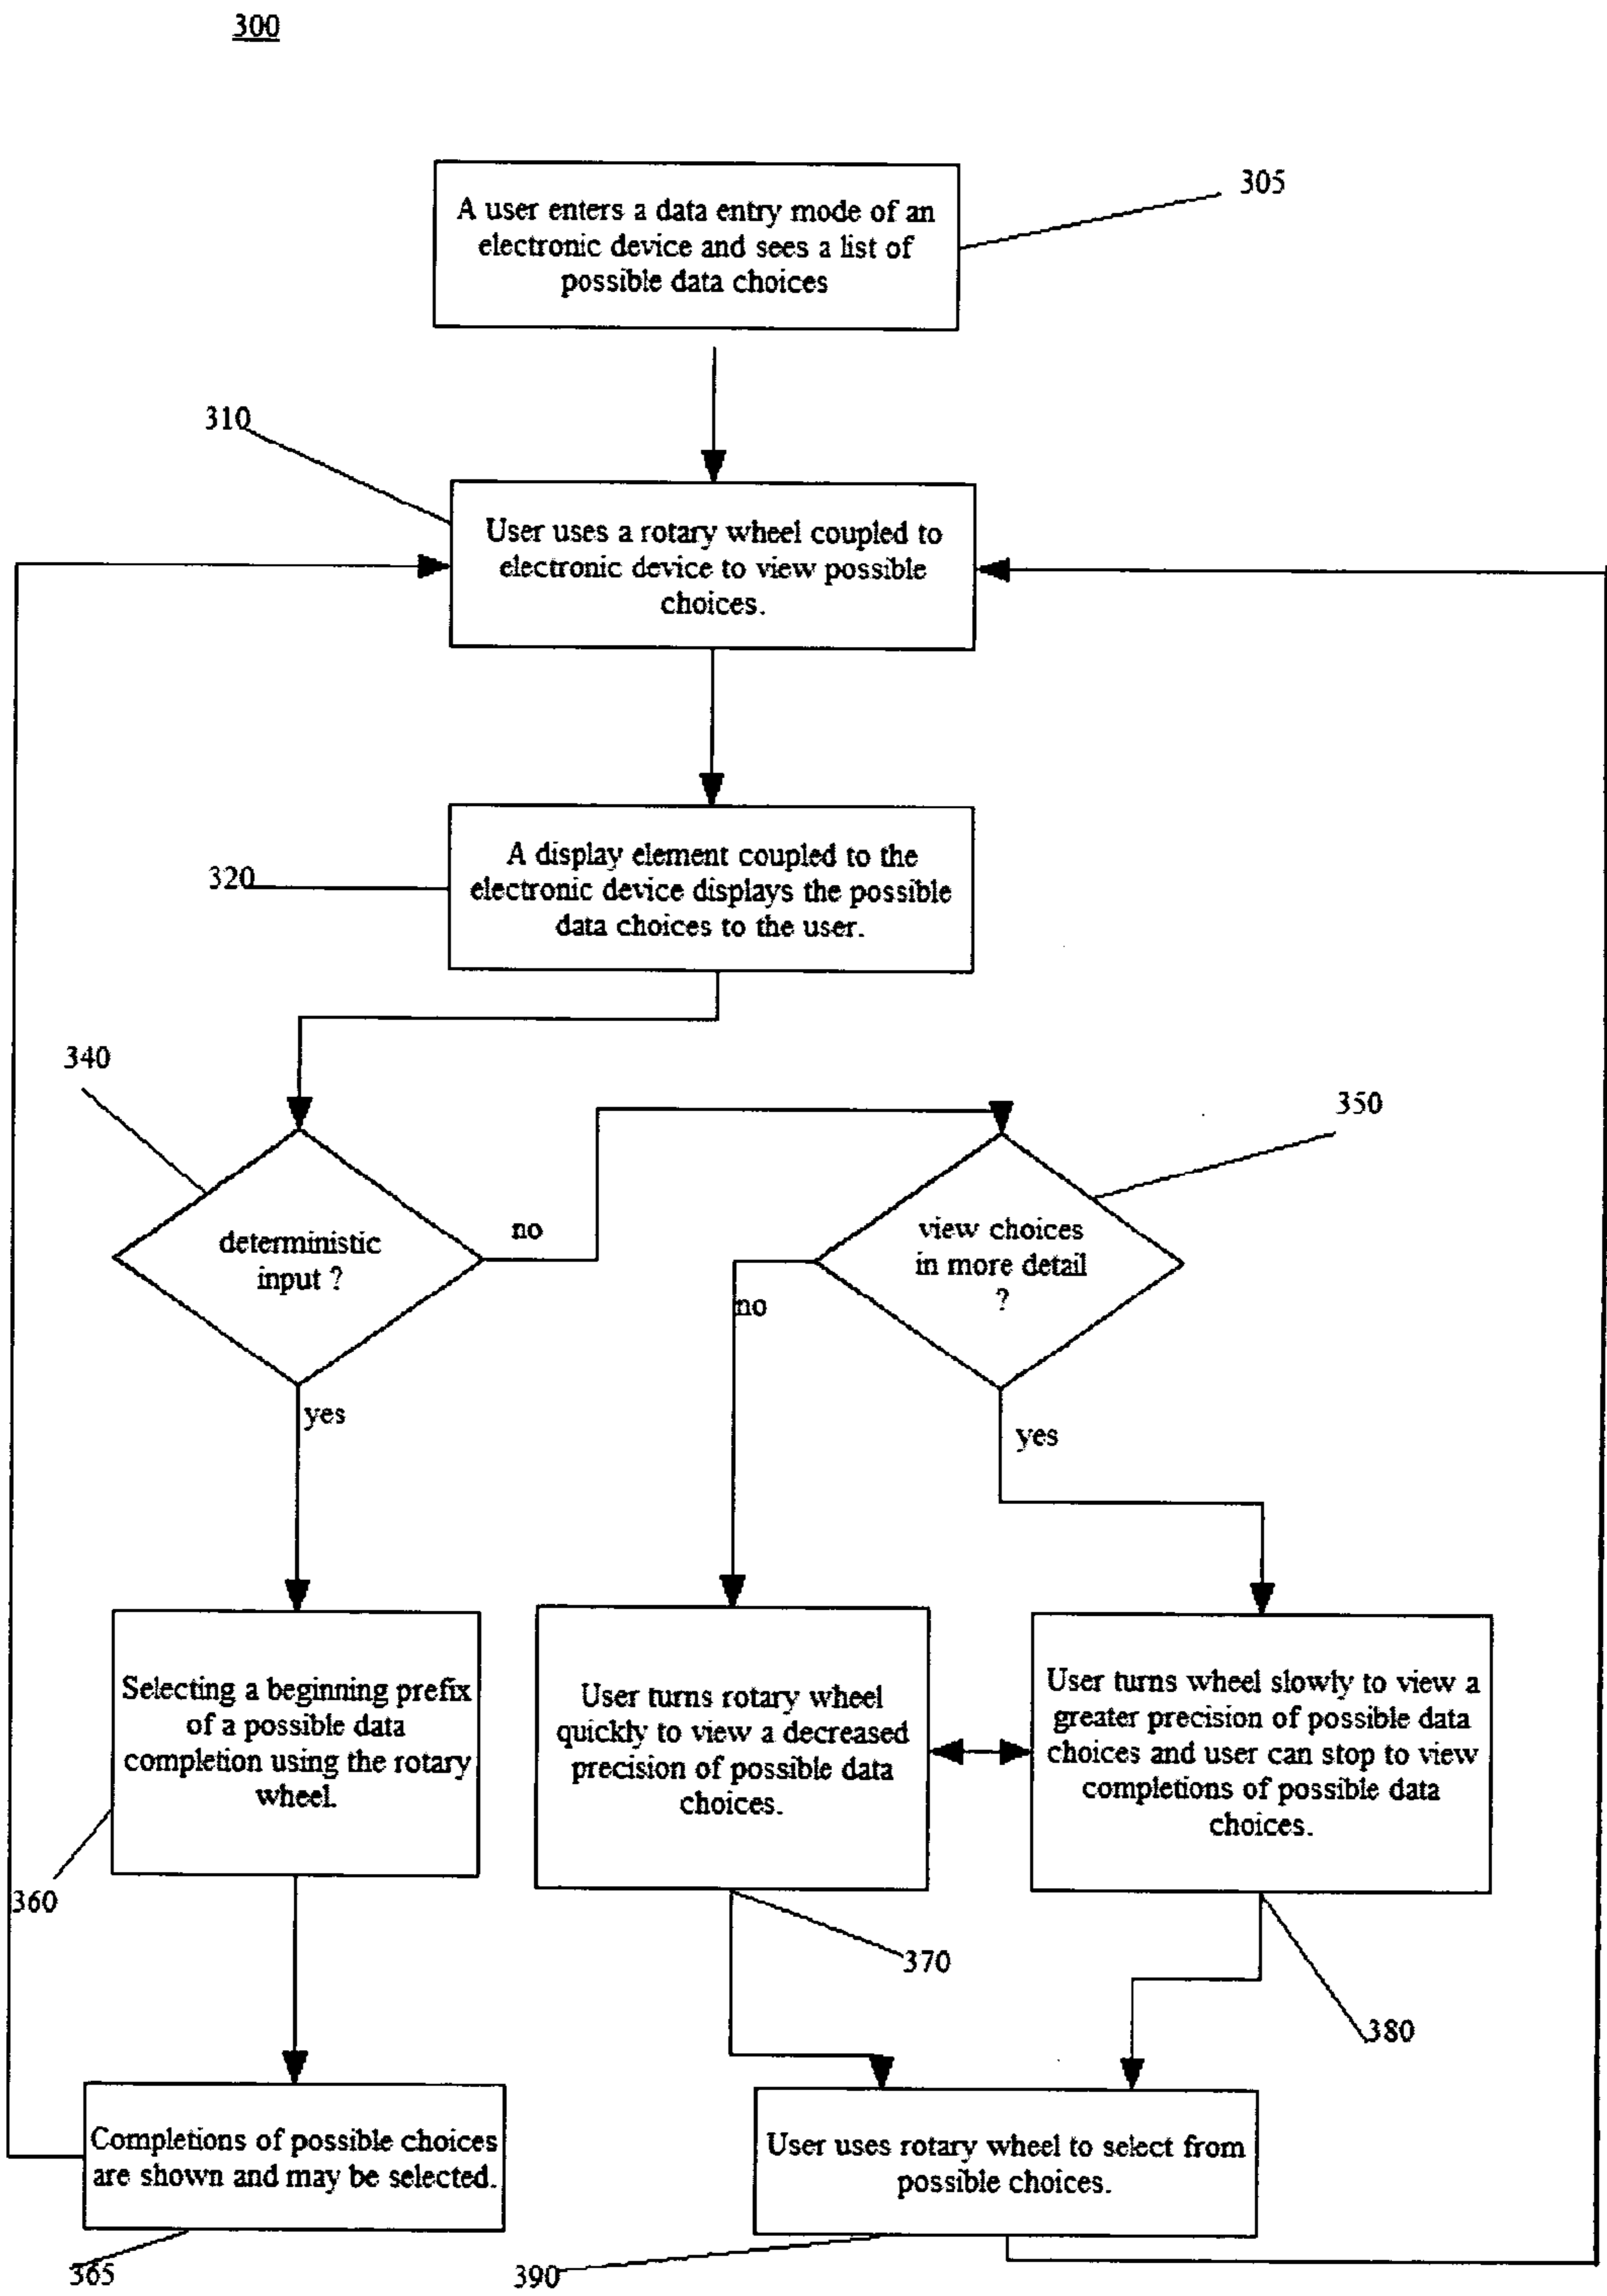 300
A user enters a data entry mode of an
electronic device and sees a list of
possible data choices
305
310
User uses a rotary wheel coupled to
electronic device to view possible
choices.
320
A display element coupled to the
electronic device displays the possible
data choices to the user.
340
350
deterministic
input ?
no
view choices
in more detail
?
no
yes
yes
Selecting a beginning prefix
of a possible data
completion using the rotary
wheel.
360
User turns rotary wheel
quickly to view a decreased
precision of possible data
choices.
370
User turns wheel slowly to view a
greater precision of possible data
choices and user can stop to view
completions of possible data
choices.
380
Completions of possible choices
are shown and may be selected.
365
User uses rotary wheel to select from
possible choices.
390